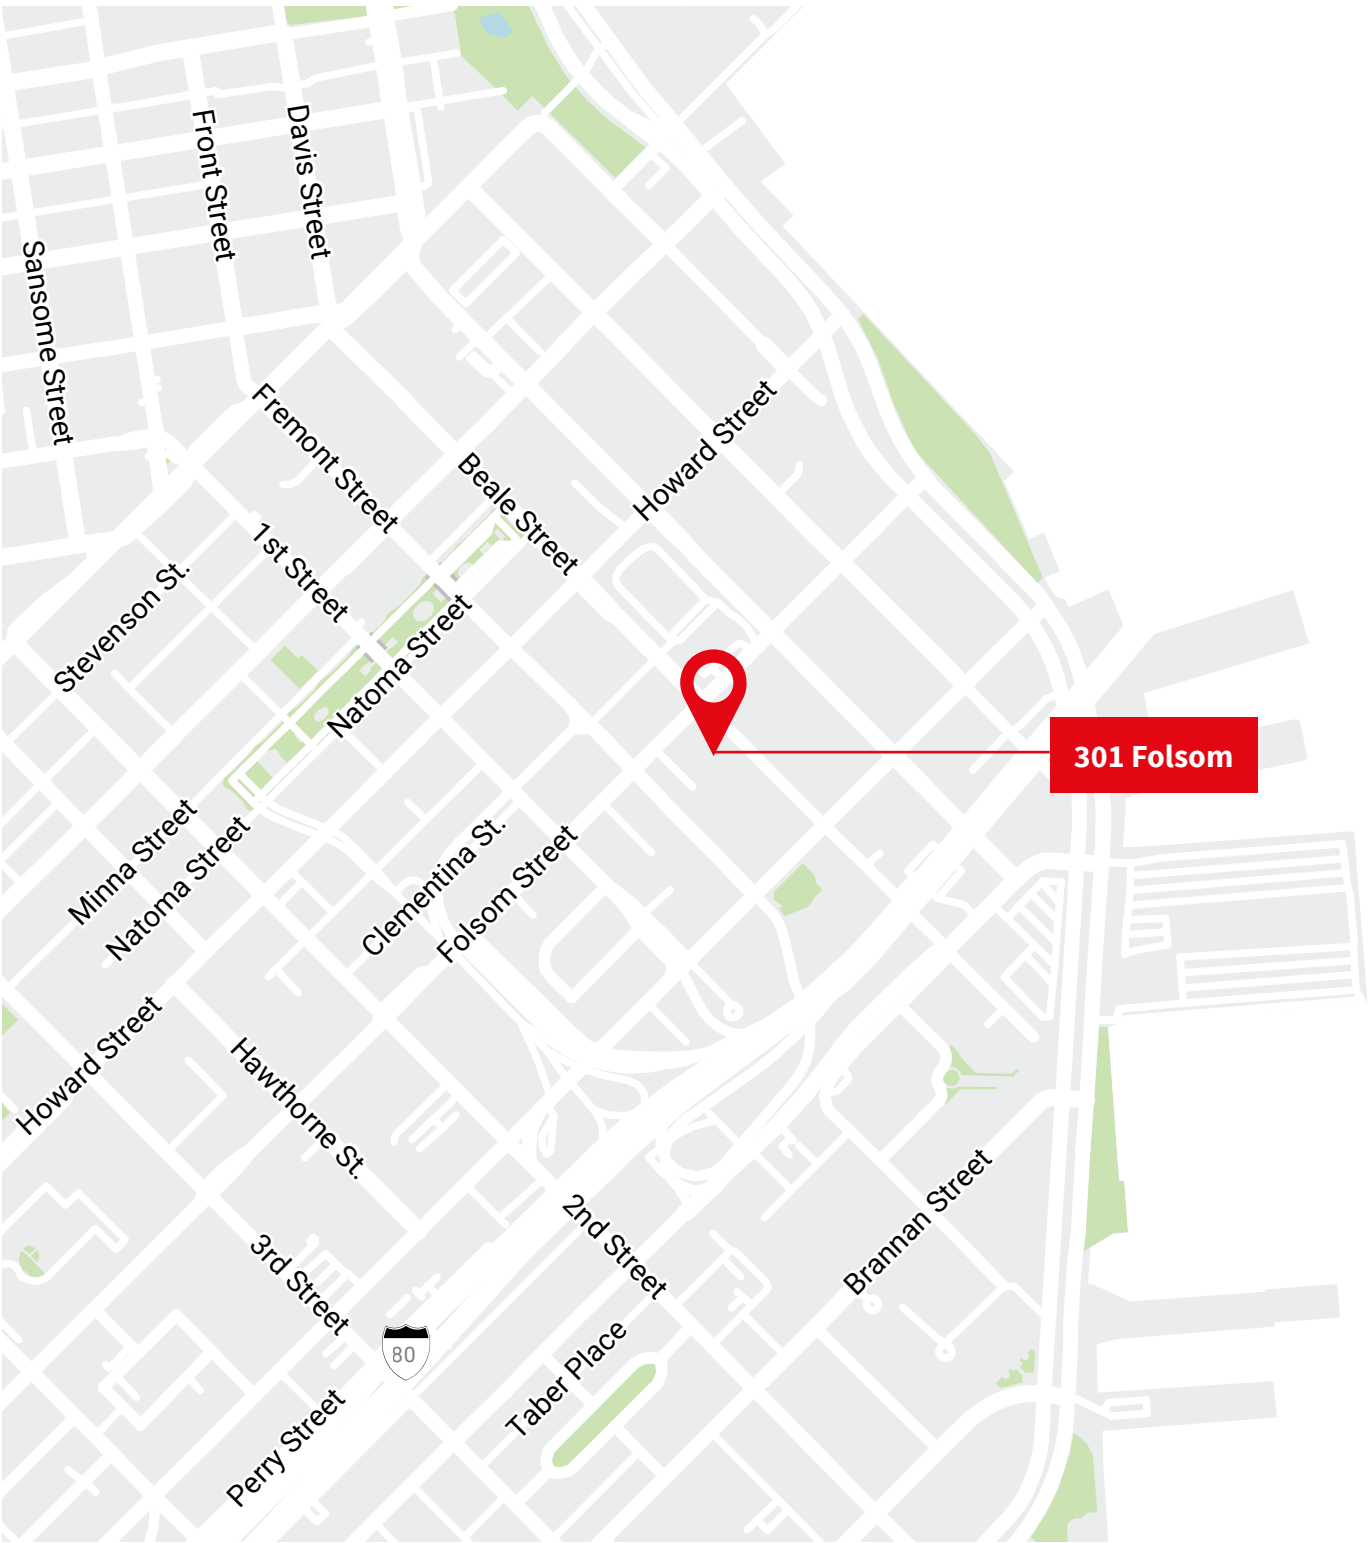 Front Street
Davis Street
Sansome Street
Fremont Street
Howard Street
Beale Street
1st Street
Stevenson St.
Natoma Street
301 Folsom
Minna Street
Natoma Street
Clementina St.
Folsom Street
Howard Street
Hawthorne St.
2nd Street
Brannan Street
3rd Street
80
Taber Place
Perry Street